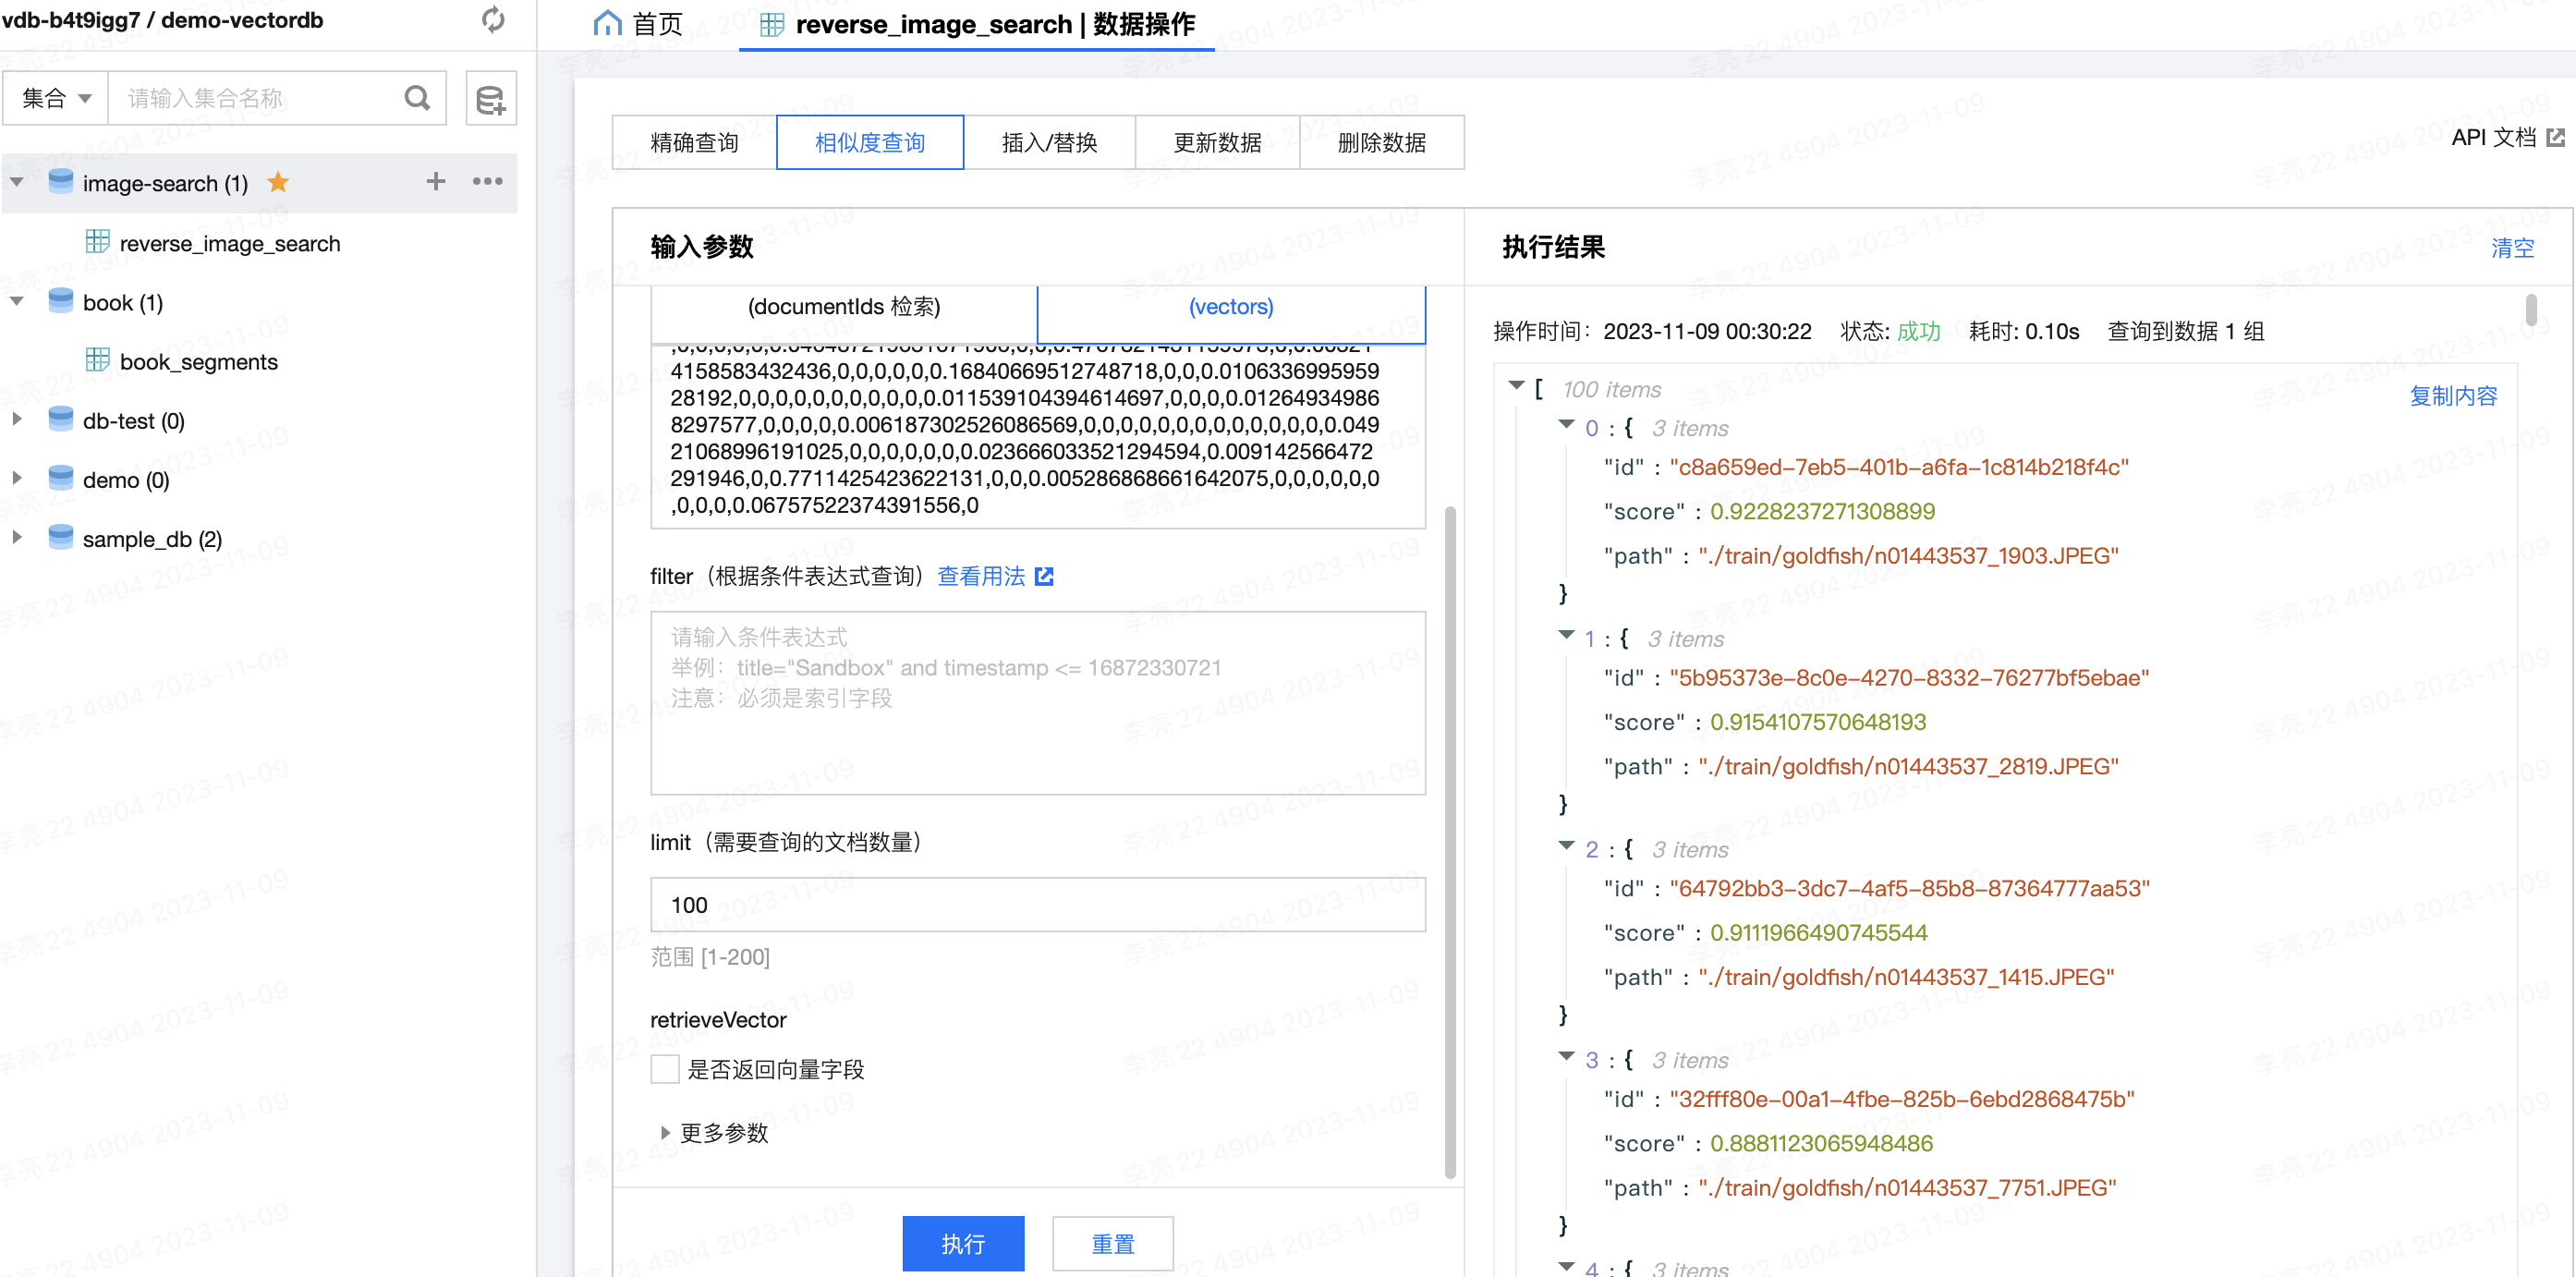 vdb-b4t9igg7 / demo-vectordb
集合
请输入集合名称
image-search (1)
reverse_image_search
book (1)
book_segments
db-test (0)
demo (0)
sample_db (2)
首页
reverse_image_search | 数据操作
精确查询
相似度查询
插入/替换
更新数据
删除数据
API 文档
输入参数
(documentIds 检索)
(vectors)
4158583432436,0,0,0,0,0,0.16840669512748718,0,0,0.0106336995959
28192,0,0,0,0,0,0,0,0,0.011539104394614697,0,0,0,0.01264934986
8297577,0,0,0,0,0.006187302526086569,0,0,0,0,0,0,0,0,0,0,0.049
21068996191025,0,0,0,0,0,0,0.023666033521294594,0.009142566472
291946,0,0.7711425423622131,0,0,0.005286868661642075,0,0,0,0,0
,0,0,0,0.06757522374391556,0
filter（根据条件表达式查询）查看用法
请输入条件表达式
举例：title="Sandbox" and timestamp <= 16872330721
注意：必须是索引字段
limit（需要查询的文档数量）
100
范围 [1-200]
retrieveVector
是否返回向量字段
更多参数
执行
重置
执行结果
清空
操作时间：2023-11-09 00:30:22 状态: 成功 耗时: 0.10s 查询到数据 1 组
[ 100 items
复制内容
0 : { 3 items
"id" : "c8a659ed-7eb5-401b-a6fa-1c814b218f4c"
"score" : 0.9228237271308899
"path" : "./train/goldfish/n01443537_1903.JPEG"
}
1 : { 3 items
"id" : "5b95373e-8c0e-4270-8332-76277bf5ebae"
"score" : 0.9154107570648193
"path" : "./train/goldfish/n01443537_2819.JPEG"
}
2 : { 3 items
"id" : "64792bb3-3dc7-4af5-85b8-87364777aa53"
"score" : 0.9111966490745544
"path" : "./train/goldfish/n01443537_1415.JPEG"
}
3 : { 3 items
"id" : "32fff80e-00a1-4fbe-825b-6ebd2868475b"
"score" : 0.8881123065948486
"path" : "./train/goldfish/n01443537_7751.JPEG"
}
4 : { 3 items
李亮 22 4904 2023-11-09